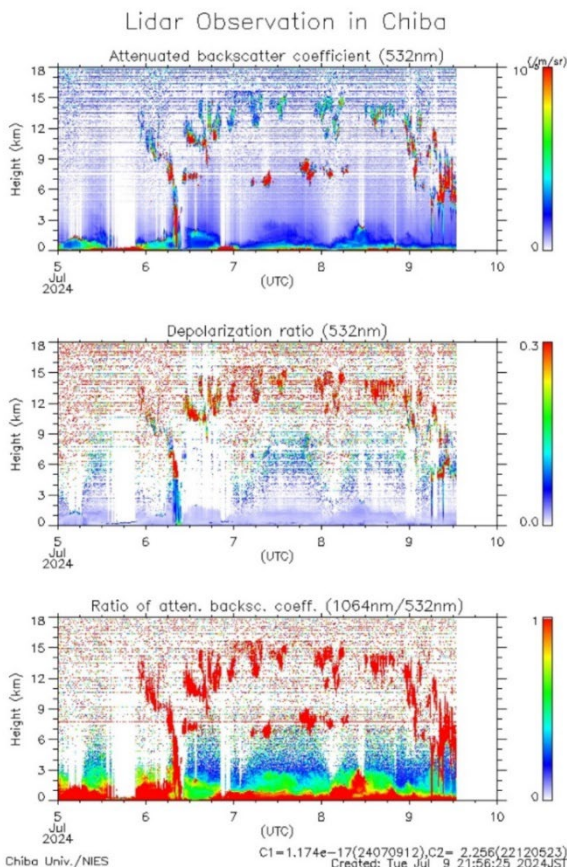 Lidar Observation in Chiba
Attenuated backscatter coefficient (532nm)
(/m/sr)
Height (km)
18
15
12
9
6
3
0
10⁻⁵
0
5 6 7 8 9 10
Jul
2024
(UTC)
Depolarization ratio (532nm)
Height (km)
18
15
12
9
6
3
0
0.3
0.0
5 6 7 8 9 10
Jul
2024
(UTC)
Ratio of atten. backsc. coeff. (1064nm/532nm)
Height (km)
18
15
12
9
6
3
0
1
0
5 6 7 8 9 10
Jul
2024
(UTC)
C1=1.174e-17(24070912),C2= 2.256(22120523)
Chiba Univ./NIES
Created: Tue Jul 9 21:56:25 2024JST